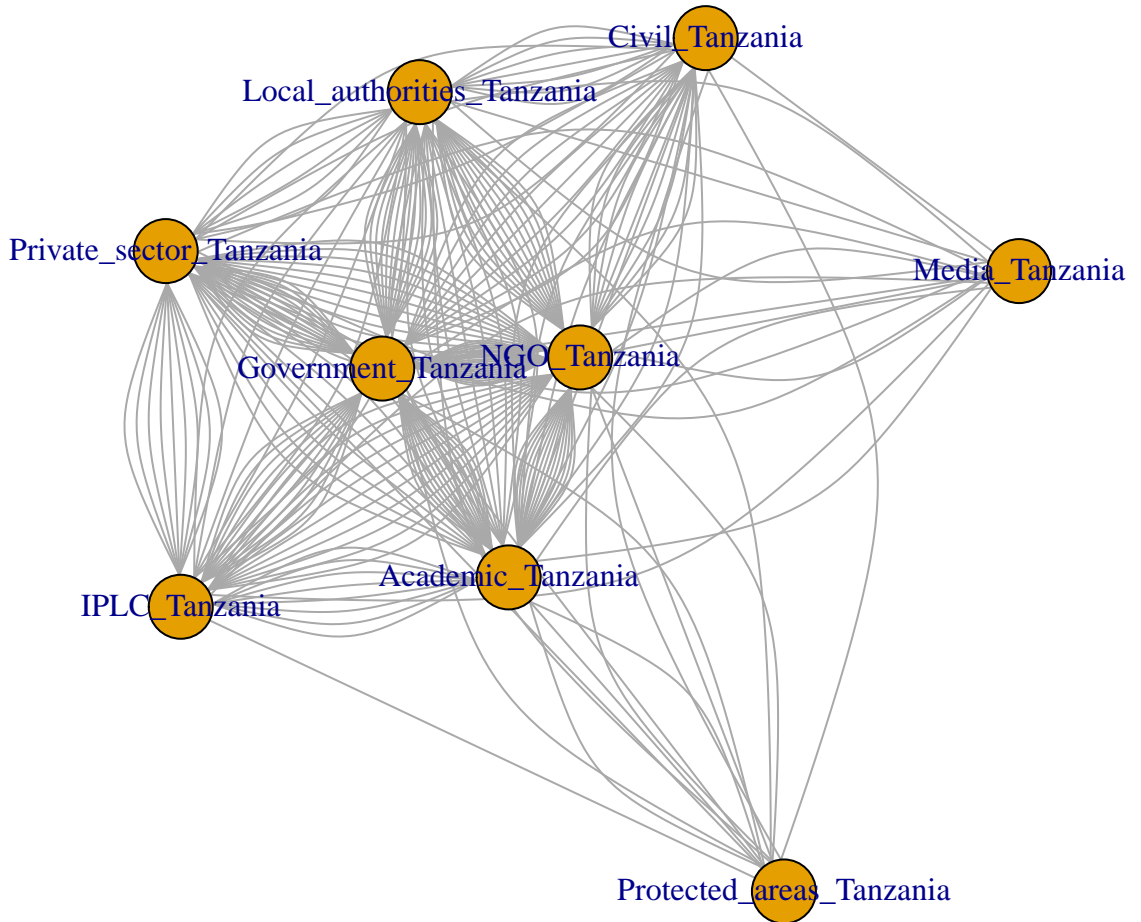 Civil_Tanzania
Local_authorities_Tanzania
Private_sector_Tanzania
Media_Tanzania
NGO_Tanzania
Government_Tanzania
Academic_Tanzania
IPLC_Tanzania
Protected_areas_Tanzania